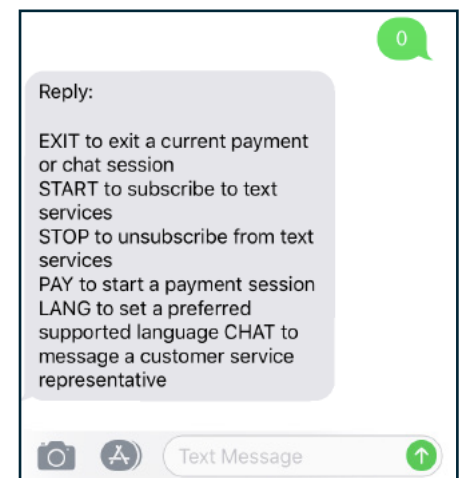 0
Reply:
EXIT to exit a current payment
or chat session
START to subscribe to text
services
STOP to unsubscribe from text
services
PAY to start a payment session
LANG to set a preferred
supported language CHAT to
message a customer service
representative
Text Message